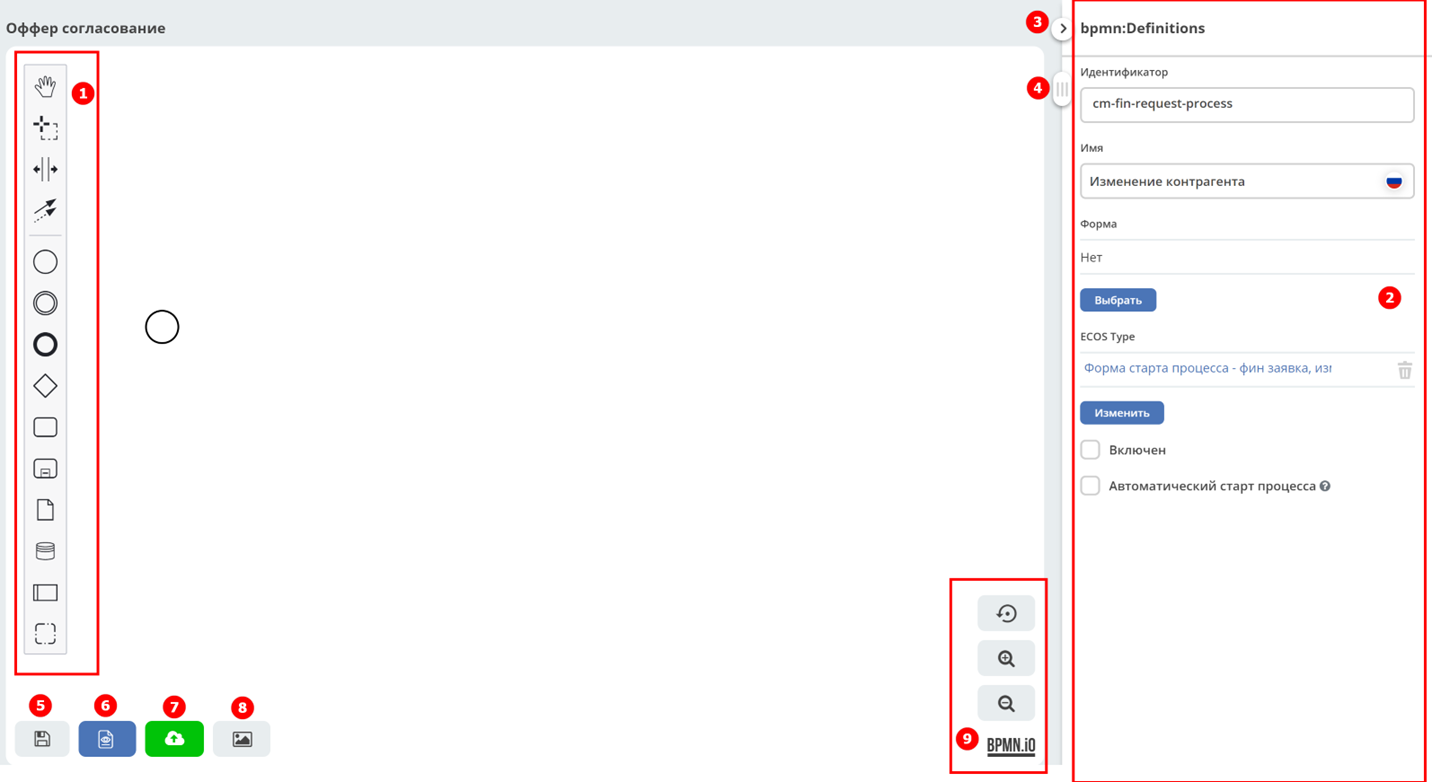 Оффер согласование
3
bpmn:Definitions
1
4
Идентификатор
cm-fin-request-process
Имя
Изменение контрагента
Форма
Нет
Выбрать
2
ECOS Type
Форма старта процесса - фин заявка, из
Изменить
Включен
Автоматический старт процесса ?
5
6
7
8
9
BPMN.iO